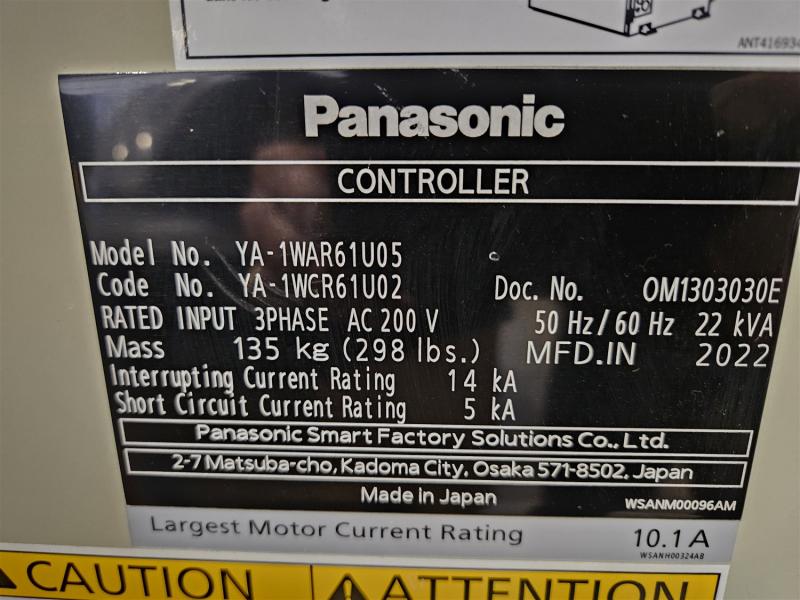 ANT416934
Panasonic
CONTROLLER
Model No. YA-1WAR61U05
Code No. YA-1WCR61U02 Doc. No. OM1303030E
RATED INPUT 3PHASE AC 200 V 50 Hz/60 Hz 22 kVA
Mass 135 kg (298 lbs.) MFD.IN 2022
Interrupting Current Rating 14 kA
Short Circuit Current Rating 5 kA
Panasonic Smart Factory Solutions Co., Ltd.
2-7 Matsuba-cho, Kadoma City, Osaka 571-8502, Japan
Made in Japan
WSANM00096AM
Largest Motor Current Rating 10.1 A
WSANH00324AB
CAUTION ATTENTION